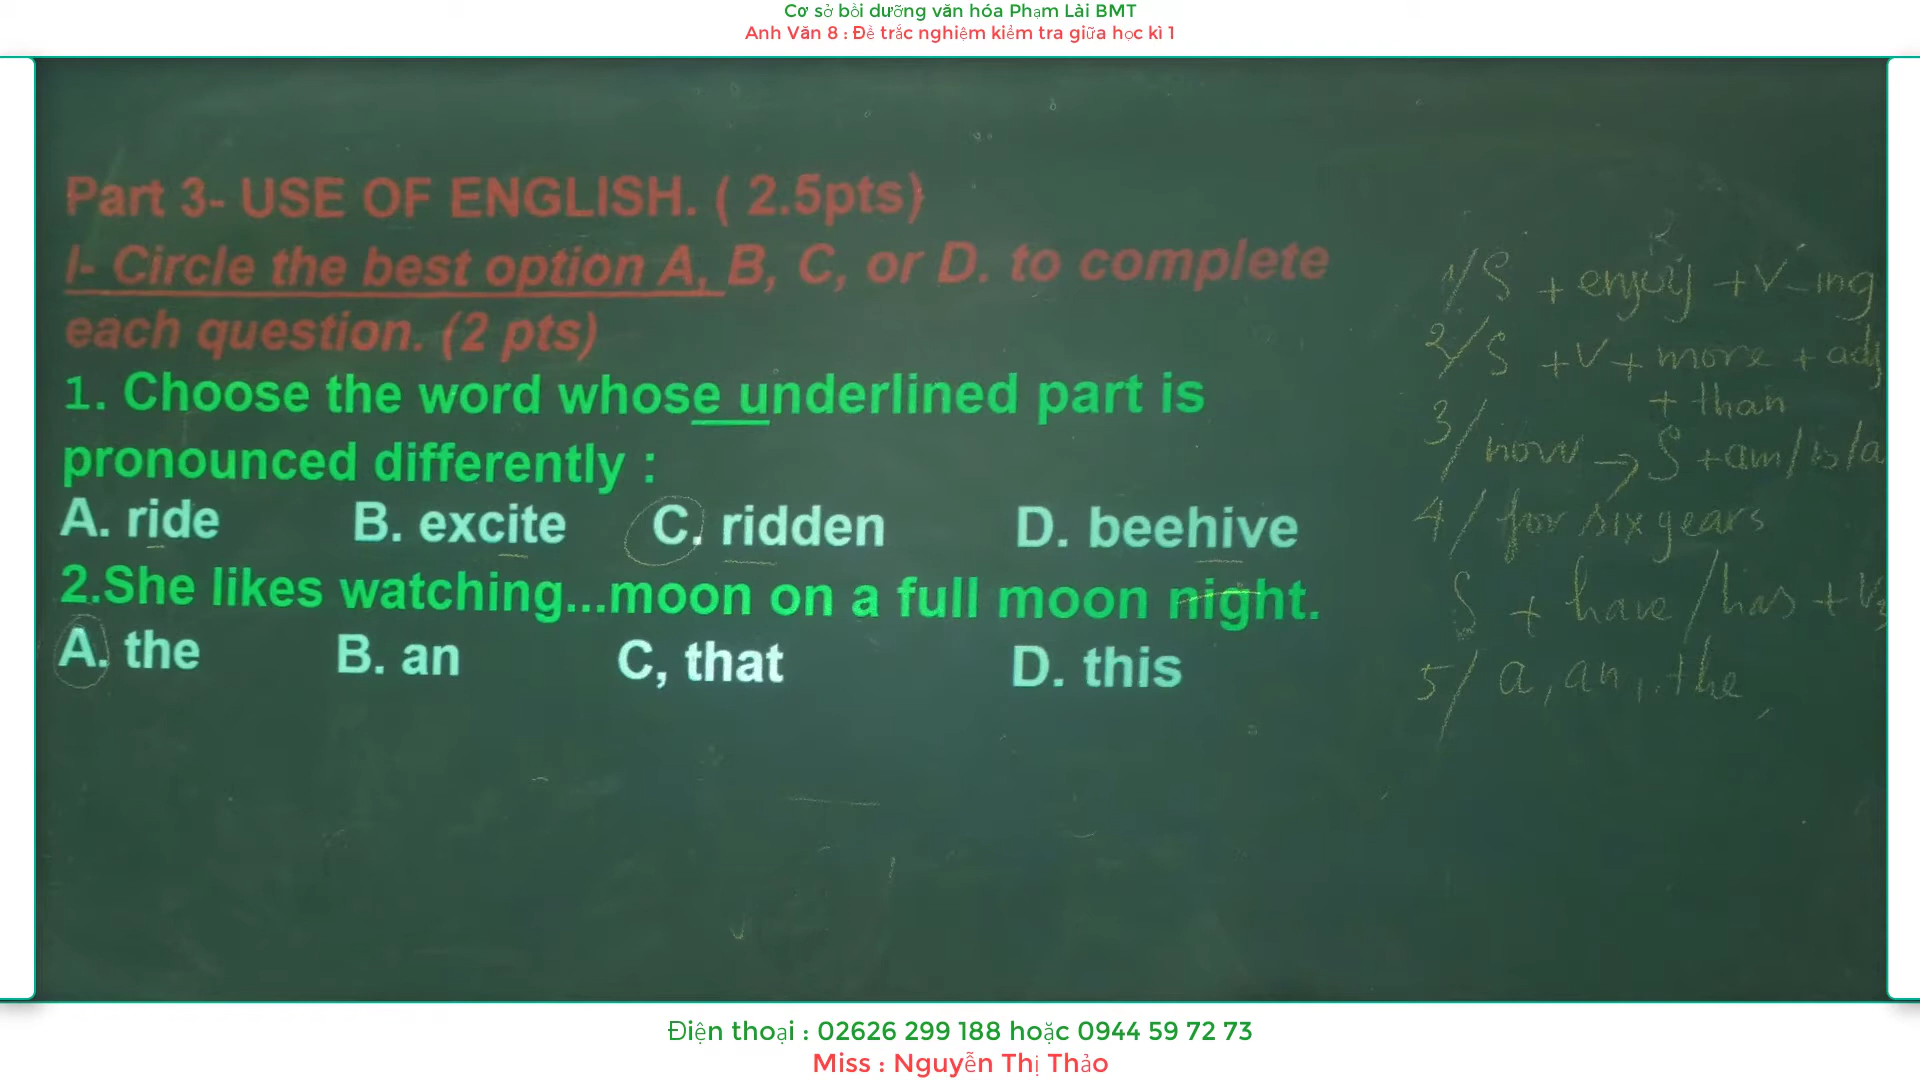 Cơ sở bồi dưỡng văn hóa Phạm Lài BMT
Anh Văn 8 : Đề trắc nghiệm kiểm tra giữa học kì 1
Part 3- USE OF ENGLISH. ( 2.5pts)
I- Circle the best option A, B, C, or D. to complete
each question. (2 pts)
1. Choose the word whose underlined part is
pronounced differently :
A. ride B. excite C. ridden D. beehive
2.She likes watching...moon on a full moon night.
A. the B. an C, that D. this
1/ S + enjoy + V-ing
2/ S + V + more + adj
+ than
3/ now → S + am/is/a
4/ for six years
S + have/has + V3
5/ a, an, the,
Điện thoại : 02626 299 188 hoặc 0944 59 72 73
Miss : Nguyễn Thị Thảo